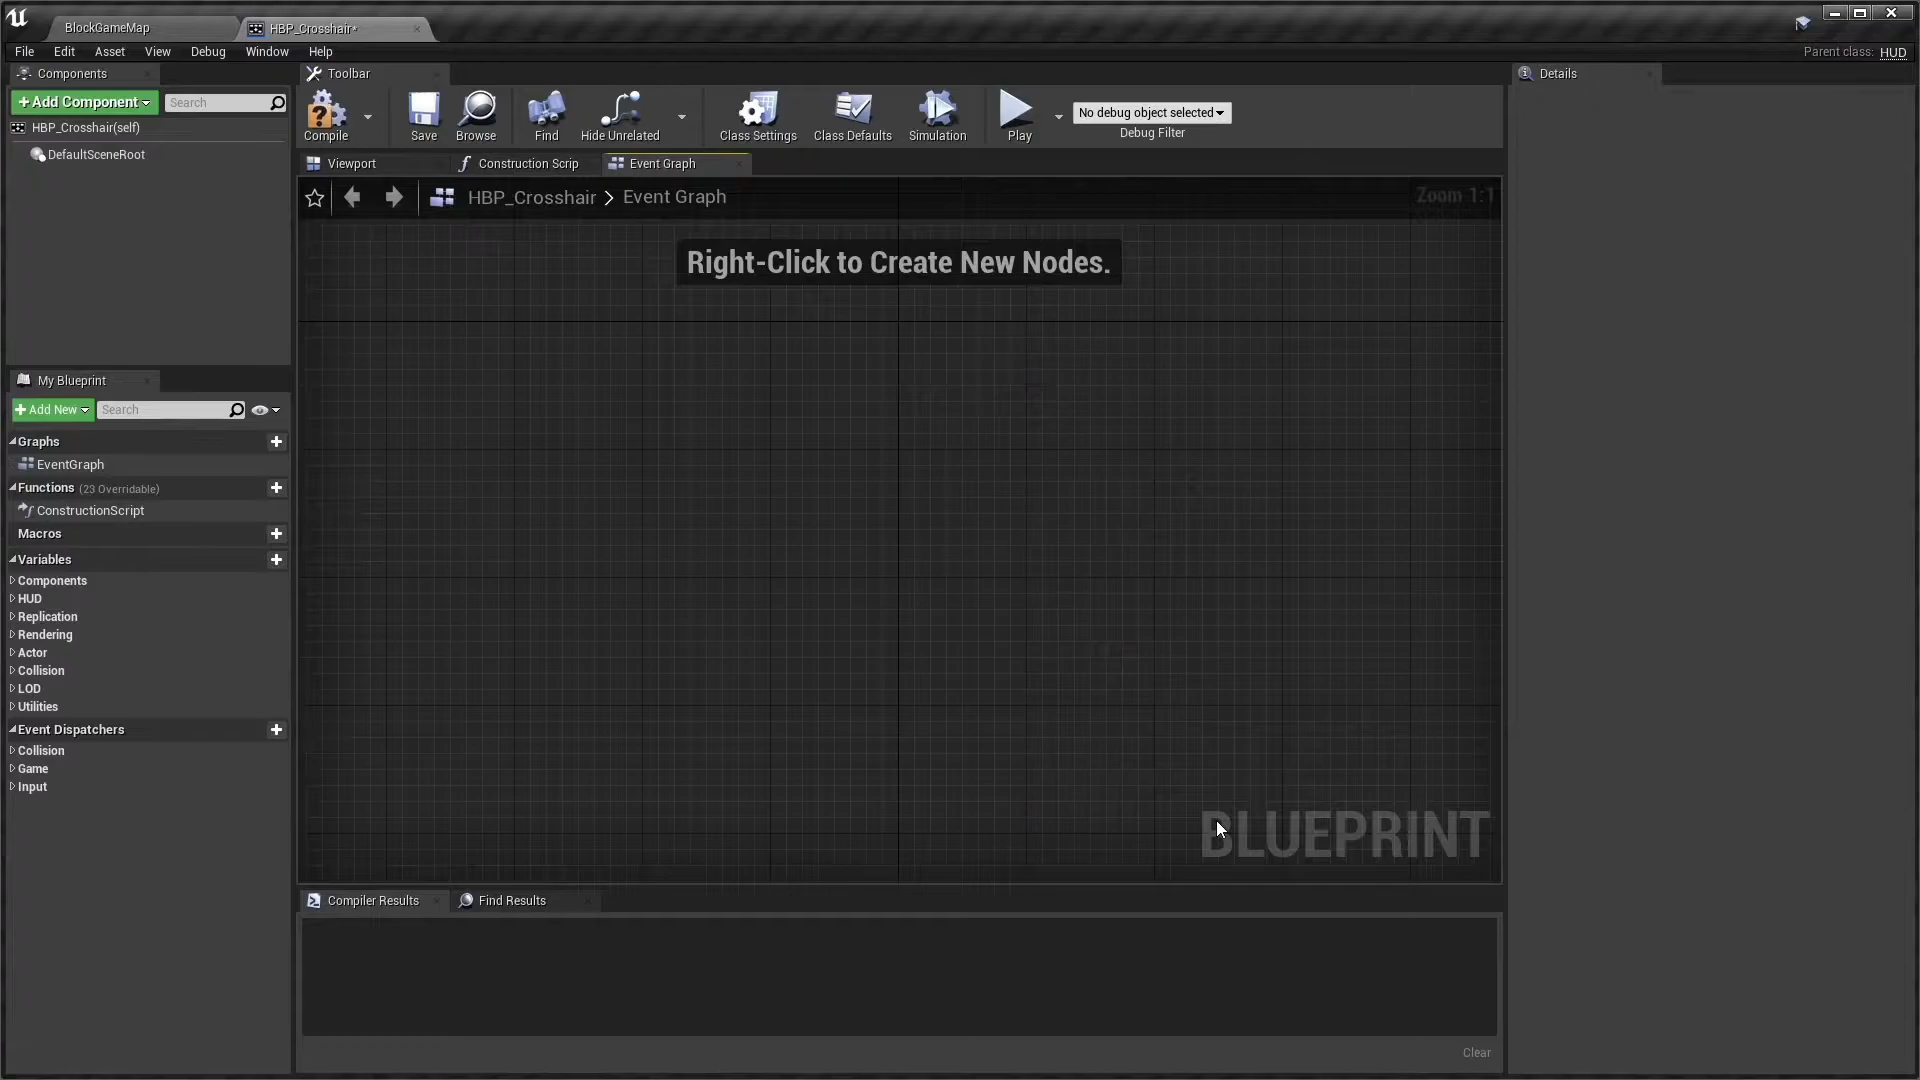 BlockGameMap
HBP_Crosshair*
File Edit Asset View Debug Window Help
Parent class: HUD
Components
Toolbar
Details
Add Component
Search
HBP_Crosshair(self)
DefaultSceneRoot
Compile
Save
Browse
Find
Hide Unrelated
Class Settings
Class Defaults
Simulation
Play
No debug object selected
Debug Filter
Viewport
Construction Scrip
Event Graph
HBP_Crosshair > Event Graph
Zoom 1:1
Right-Click to Create New Nodes.
My Blueprint
Add New
Search
Graphs
EventGraph
Functions (23 Overridable)
ConstructionScript
Macros
Variables
Components
HUD
Replication
Rendering
Actor
Collision
LOD
Utilities
Event Dispatchers
Collision
Game
Input
BLUEPRINT
Compiler Results
Find Results
Clear